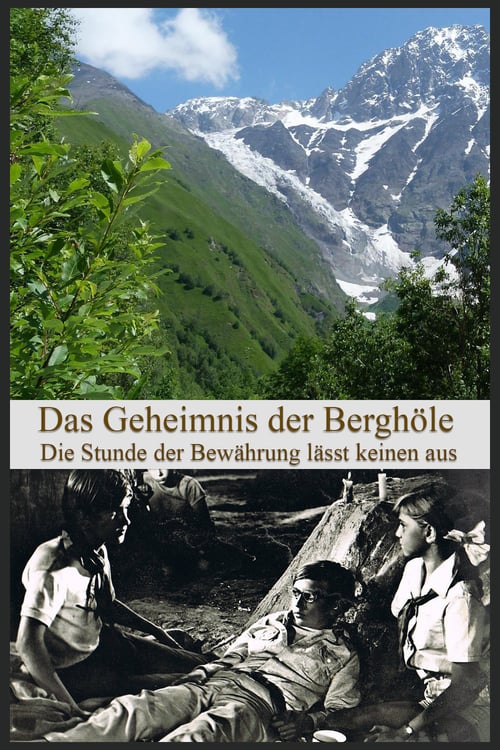 Das Geheimnis der Berghöle
Die Stunde der Bewährung lässt keinen aus